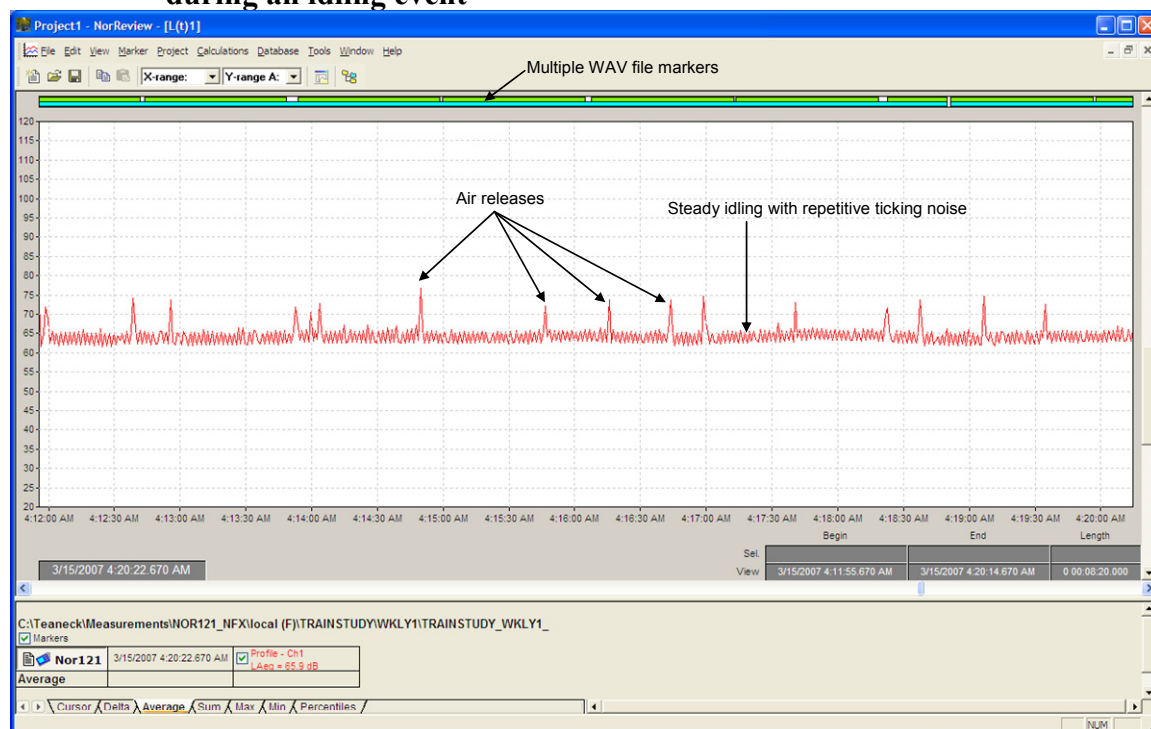 during an idling event
Project1 - NorReview - [L(t)1]
File Edit View Marker Project Calculations Database Tools Window Help
X-range: Y-range A:
Multiple WAV file markers
120
115
110
105
100
95
90
85
80
75
70
65
60
55
50
45
40
35
30
25
20
Air releases
Steady idling with repetitive ticking noise
4:12:00 AM 4:12:30 AM 4:13:00 AM 4:13:30 AM 4:14:00 AM 4:14:30 AM 4:15:00 AM 4:15:30 AM 4:16:00 AM 4:16:30 AM 4:17:00 AM 4:17:30 AM 4:18:00 AM 4:18:30 AM 4:19:00 AM 4:19:30 AM 4:20:00 AM
Begin End Length
Sel.
3/15/2007 4:20:22.670 AM View 3/15/2007 4:11:55.670 AM 3/15/2007 4:20:14.670 AM 0 00:08:20.000
C:\Teaneck\Measurements\NOR121_NFX\local (F)\TRAINSTUDY\WKLY1\TRAINSTUDY_WKLY1_
Markers
Nor121 3/15/2007 4:20:22.670 AM Profile - Ch1
LAeq = 65.9 dB
Average
Cursor Delta Average Sum Max Min Percentiles
NUM